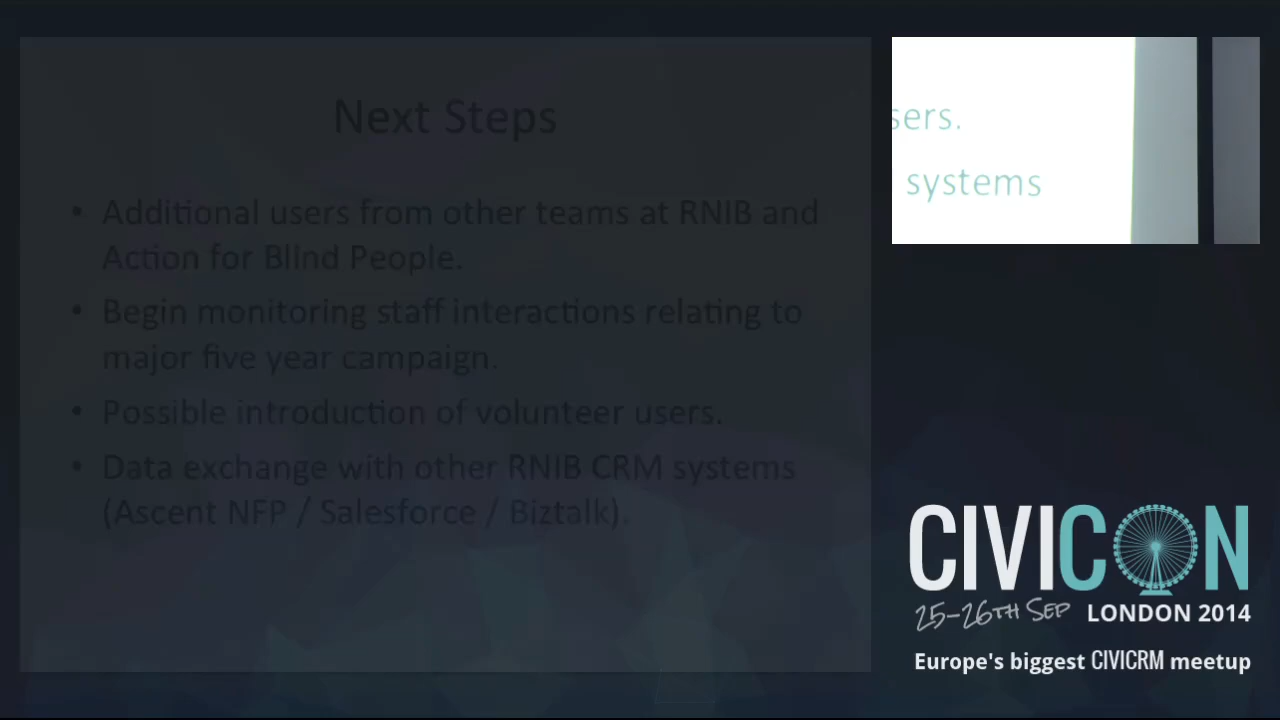 Next Steps
• Additional users from other teams at RNIB and
Action for Blind People.
• Begin monitoring staff interactions relating to
major five year campaign.
• Possible introduction of volunteer users.
• Data exchange with other RNIB CRM systems
(Ascent NFP / Salesforce / Biztalk).
sers.
systems
CIVICON
25-26TH SEP LONDON 2014
Europe's biggest CIVICRM meetup